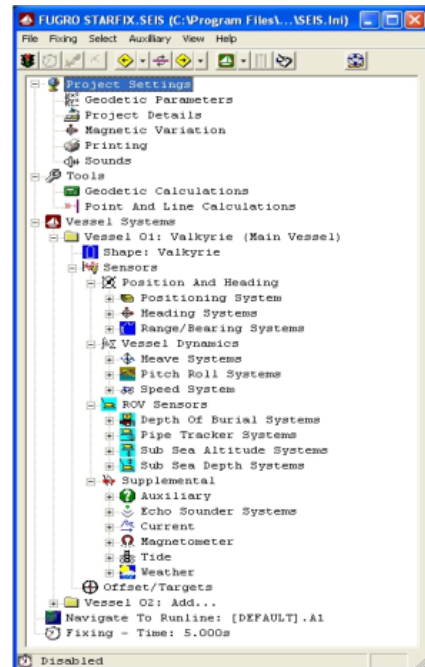 FUGRO STARFIX.SEIS (C:\Program Files\...\SEIS.Ini)
File Fixing Select Auxiliary View Help
Project Settings
Geodetic Parameters
Project Details
Magnetic Variation
Printing
Sounds
Tools
Geodetic Calculations
Point And Line Calculations
Vessel Systems
Vessel 01: Valkyrie (Main Vessel)
Shape: Valkyrie
Sensors
Position And Heading
Positioning System
Heading Systems
Range/Bearing Systems
Vessel Dynamics
Heave Systems
Pitch Roll Systems
Speed System
ROV Sensors
Depth Of Burial Systems
Pipe Tracker Systems
Sub Sea Altitude Systems
Sub Sea Depth Systems
Supplemental
Auxiliary
Echo Sounder Systems
Current
Magnetometer
Tide
Weather
Offset/Targets
Vessel 02: Add...
Navigate To Runline: [DEFAULT].A1
Fixing - Time: 5.000s
Disabled